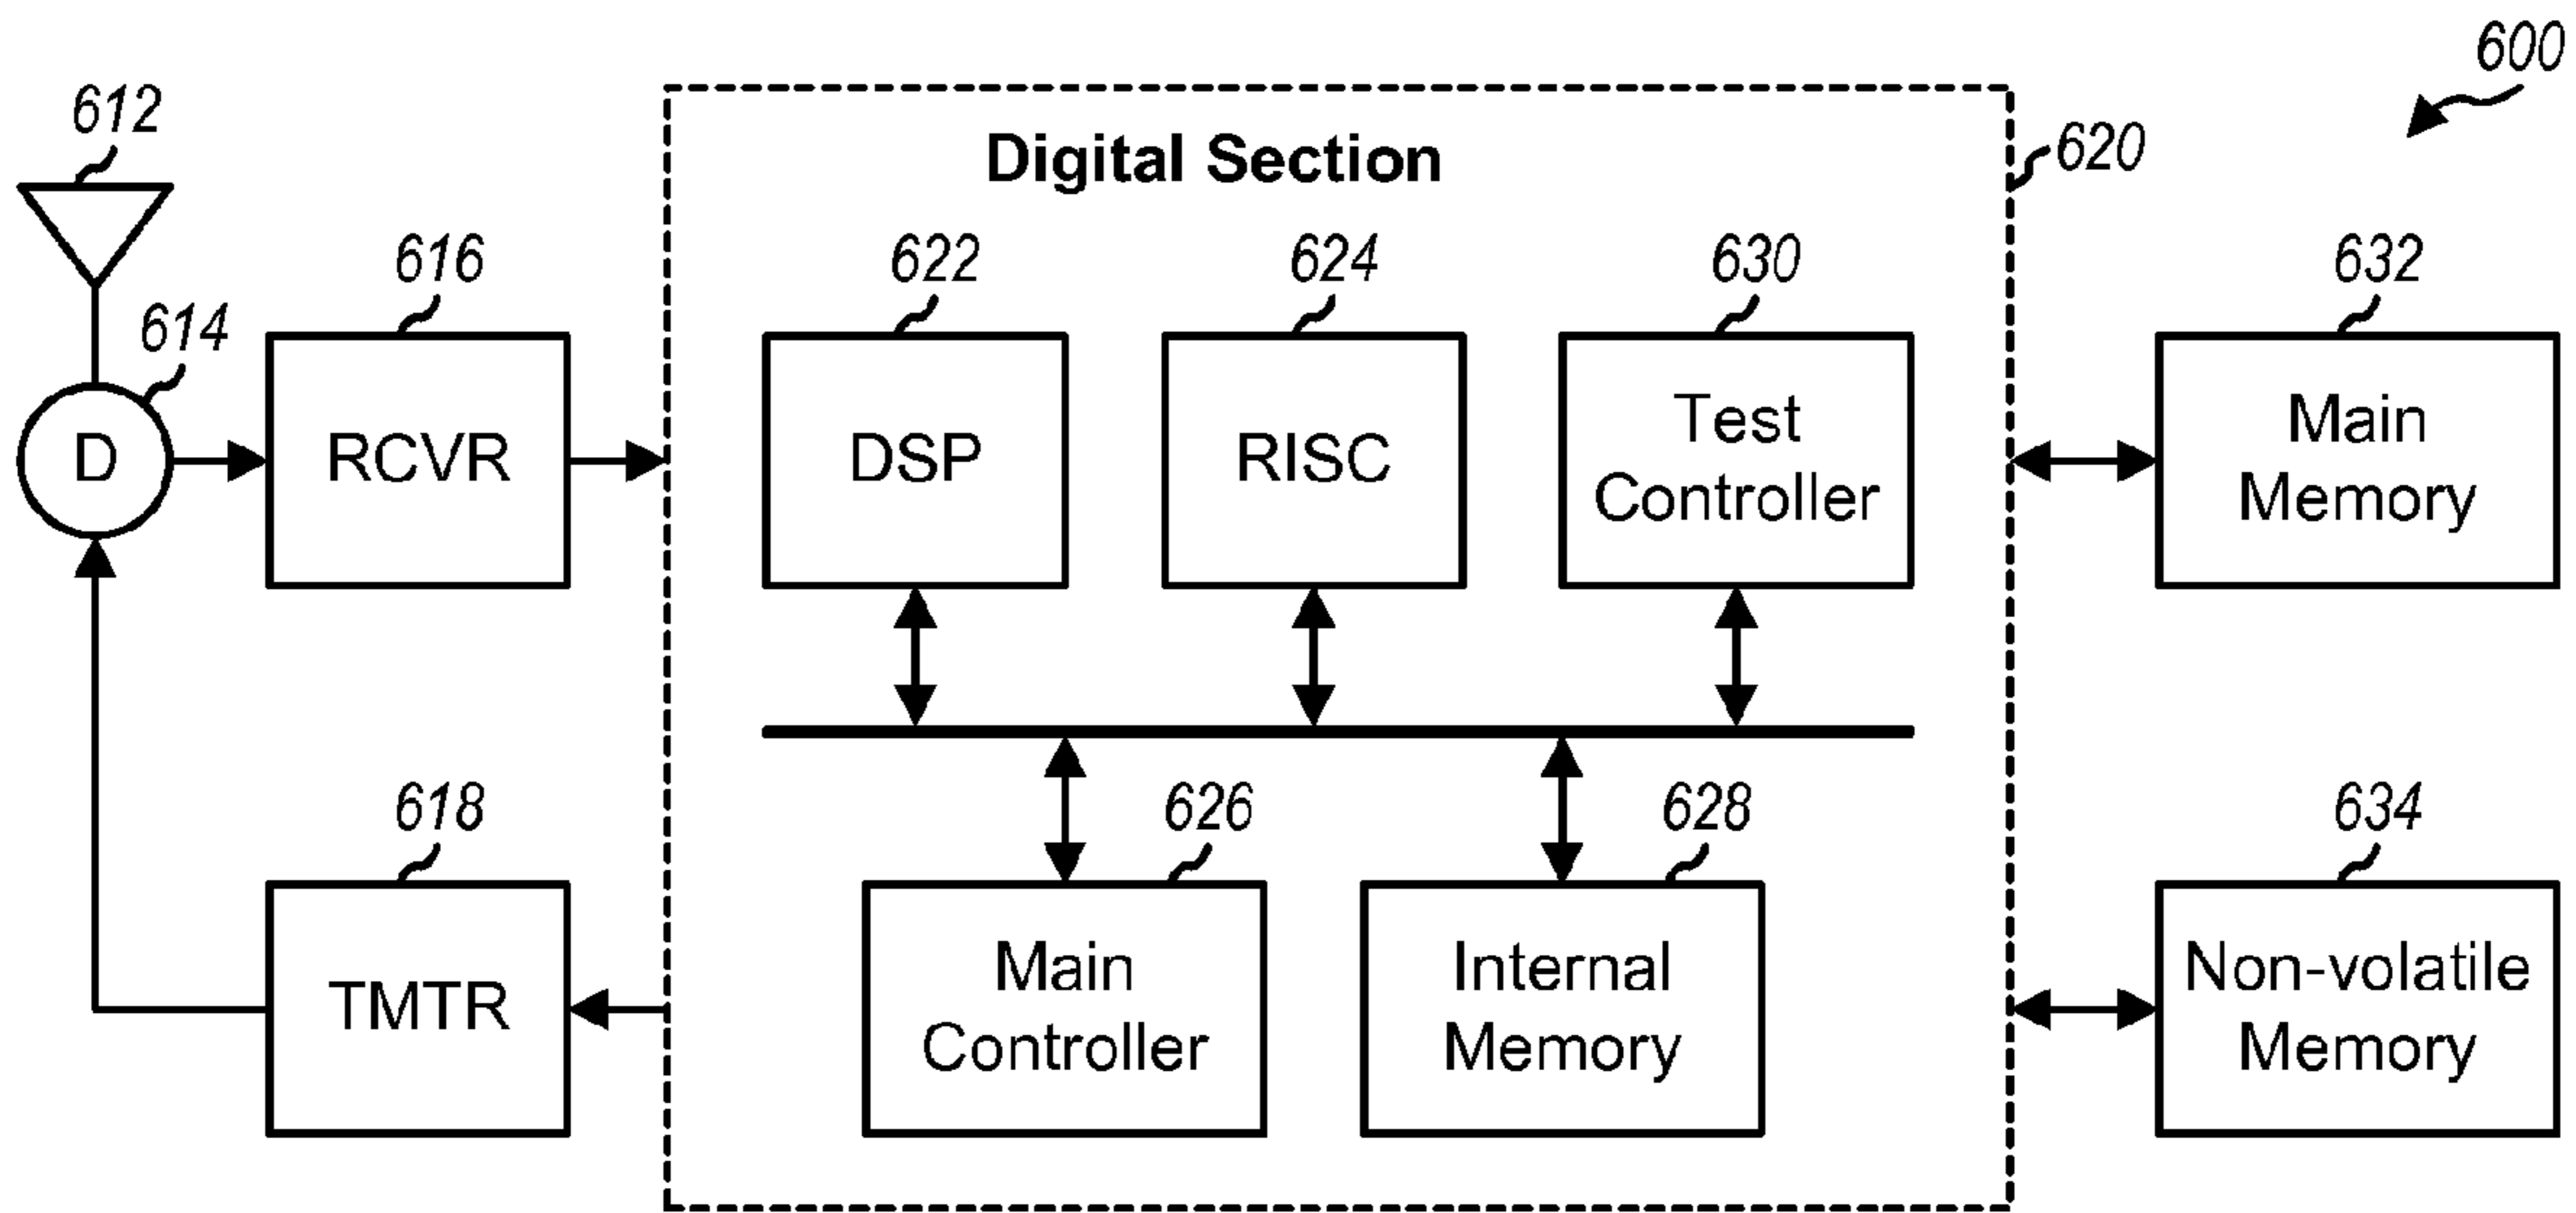 600
612
Digital Section
620
616
622
624
630
632
614
D
RCVR
DSP
RISC
Test
Controller
Main
Memory
618
626
628
634
TMTR
Main
Controller
Internal
Memory
Non-volatile
Memory